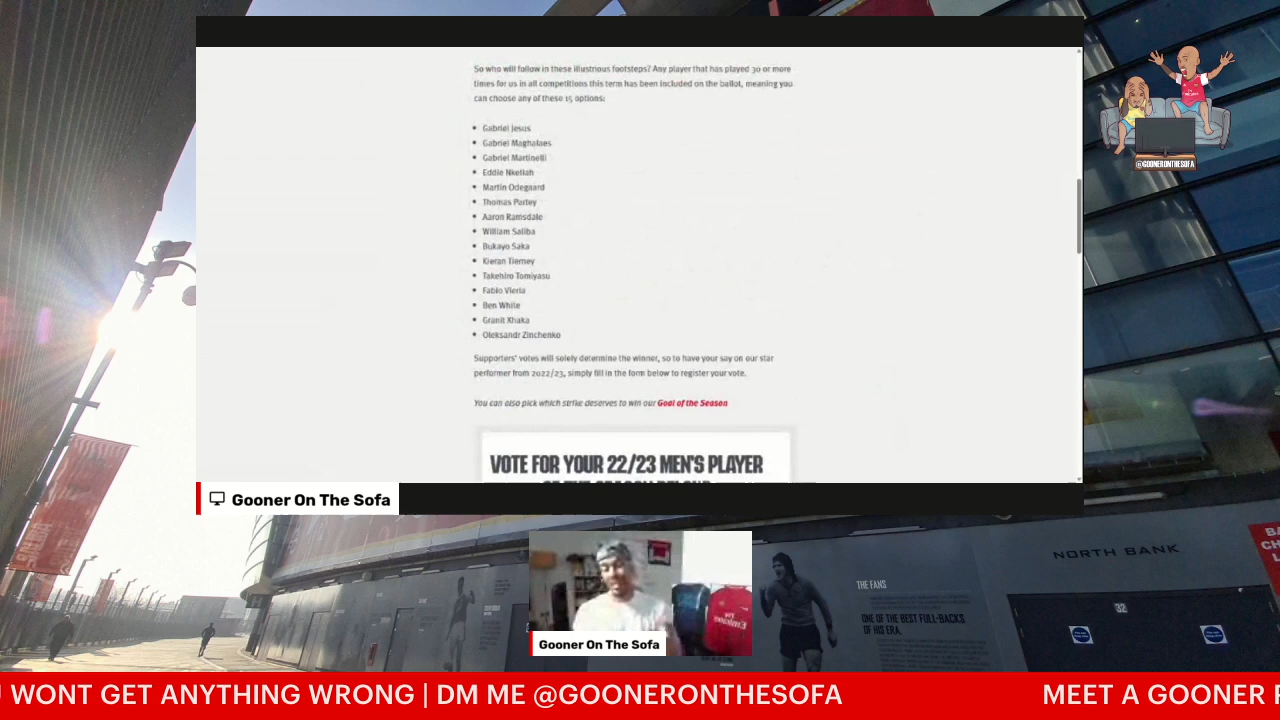 So who will follow in these illustrious footsteps? Any player that has played 30 or more
times for us in all competitions this term has been included on the ballot, meaning you
can choose any of these 15 options:
Gabriel Jesus
Gabriel Maghalaes
Gabriel Martinelli
Eddie Nketiah
Martin Odegaard
Thomas Partey
Aaron Ramsdale
William Saliba
Bukayo Saka
Kieran Tierney
Takehiro Tomiyasu
Fabio Vieria
Ben White
Granit Xhaka
Oleksandr Zinchenko
Supporters' votes will solely determine the winner, so to have your say on our star
performer from 2022/23, simply fill in the form below to register your vote.
You can also pick which strike deserves to win our Goal of the Season
VOTE FOR YOUR 22/23 MEN'S PLAYER
@GOONERONTHESOFA
Gooner On The Sofa
NORTH BANK
THE FANS
ONE OF THE BEST FULL-BACKS
OF HIS ERA
32
Emirates
Gooner On The Sofa
WONT GET ANYTHING WRONG | DM ME @GOONERONTHESOFA
MEET A GOONER